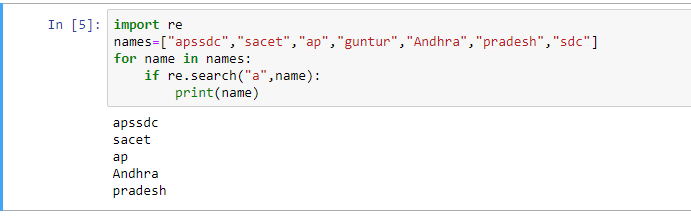 In [5]: import re
names=["apssdc","sacet","ap","guntur","Andhra","pradesh","sdc"]
for name in names:
    if re.search("a",name):
        print(name)
apssdc
sacet
ap
Andhra
pradesh